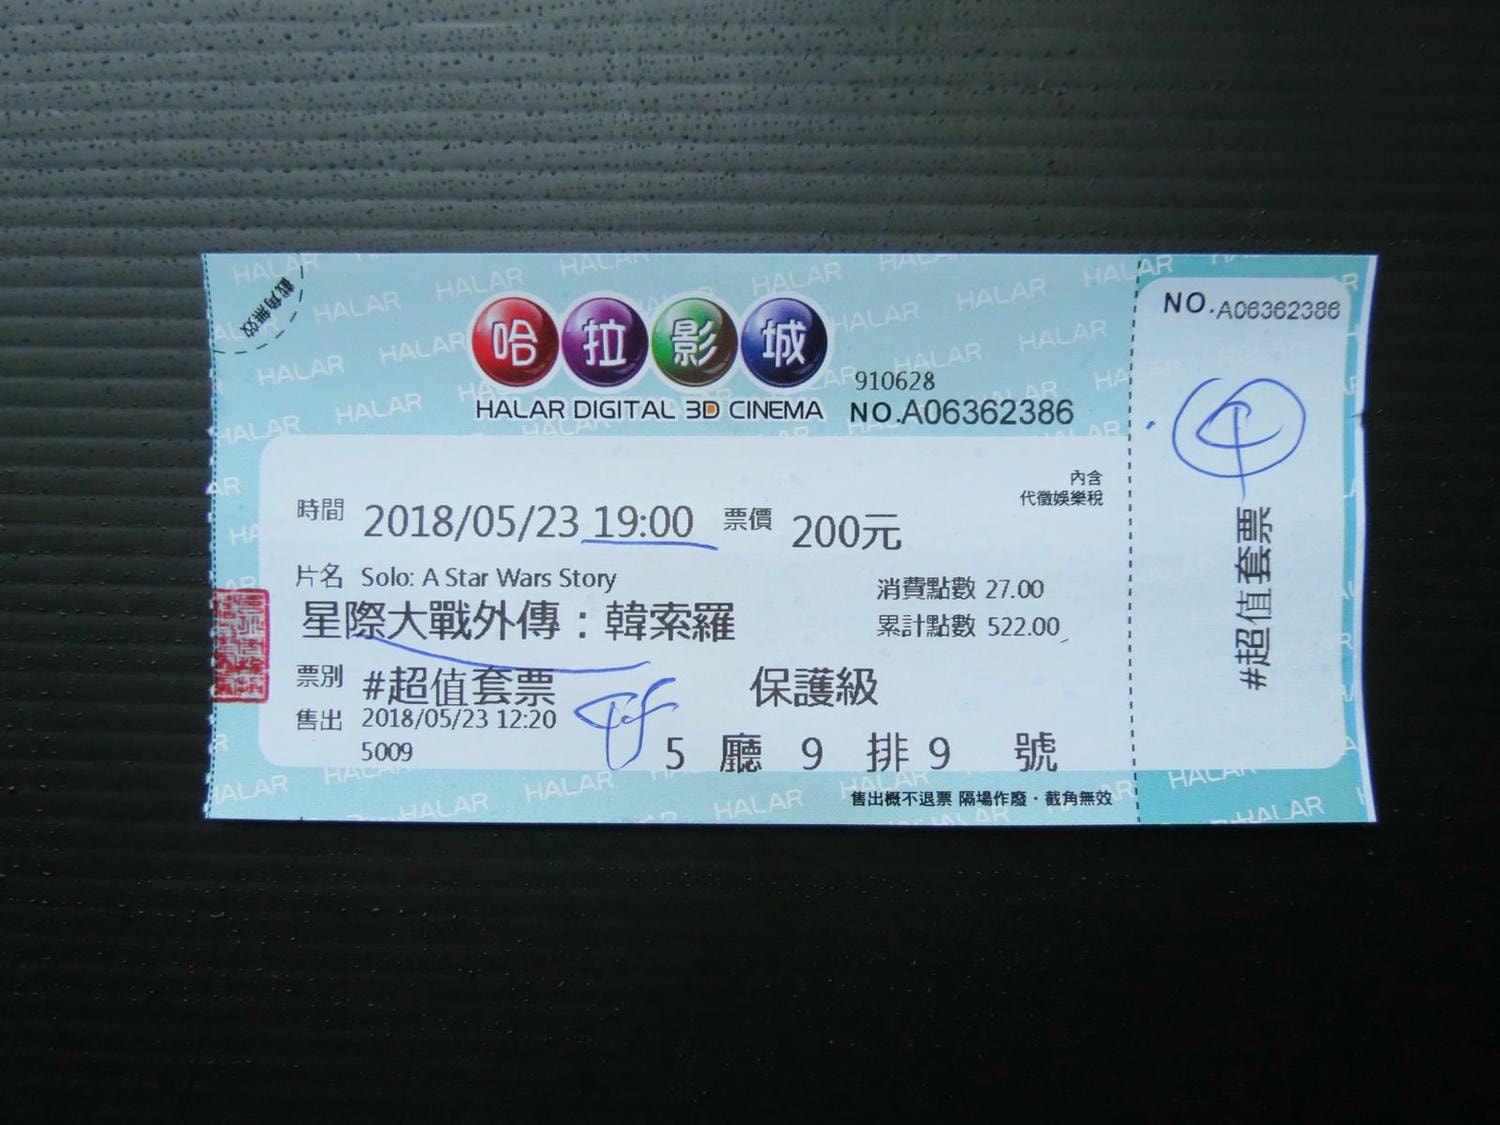 截角無效
哈拉影城
HALAR DIGITAL 3D CINEMA
910628
NO.A06362386
NO.A06362386
內含
代徵娛樂稅
時間 2018/05/23 19:00 票價 200元
片名 Solo: A Star Wars Story
星際大戰外傳：韓索羅
消費點數 27.00
累計點數 522.00
票別 #超值套票 保護級
售出 2018/05/23 12:20
5009
5 廳 9 排 9 號
售出概不退票 隔場作廢・截角無效
#超值套票
HALAR